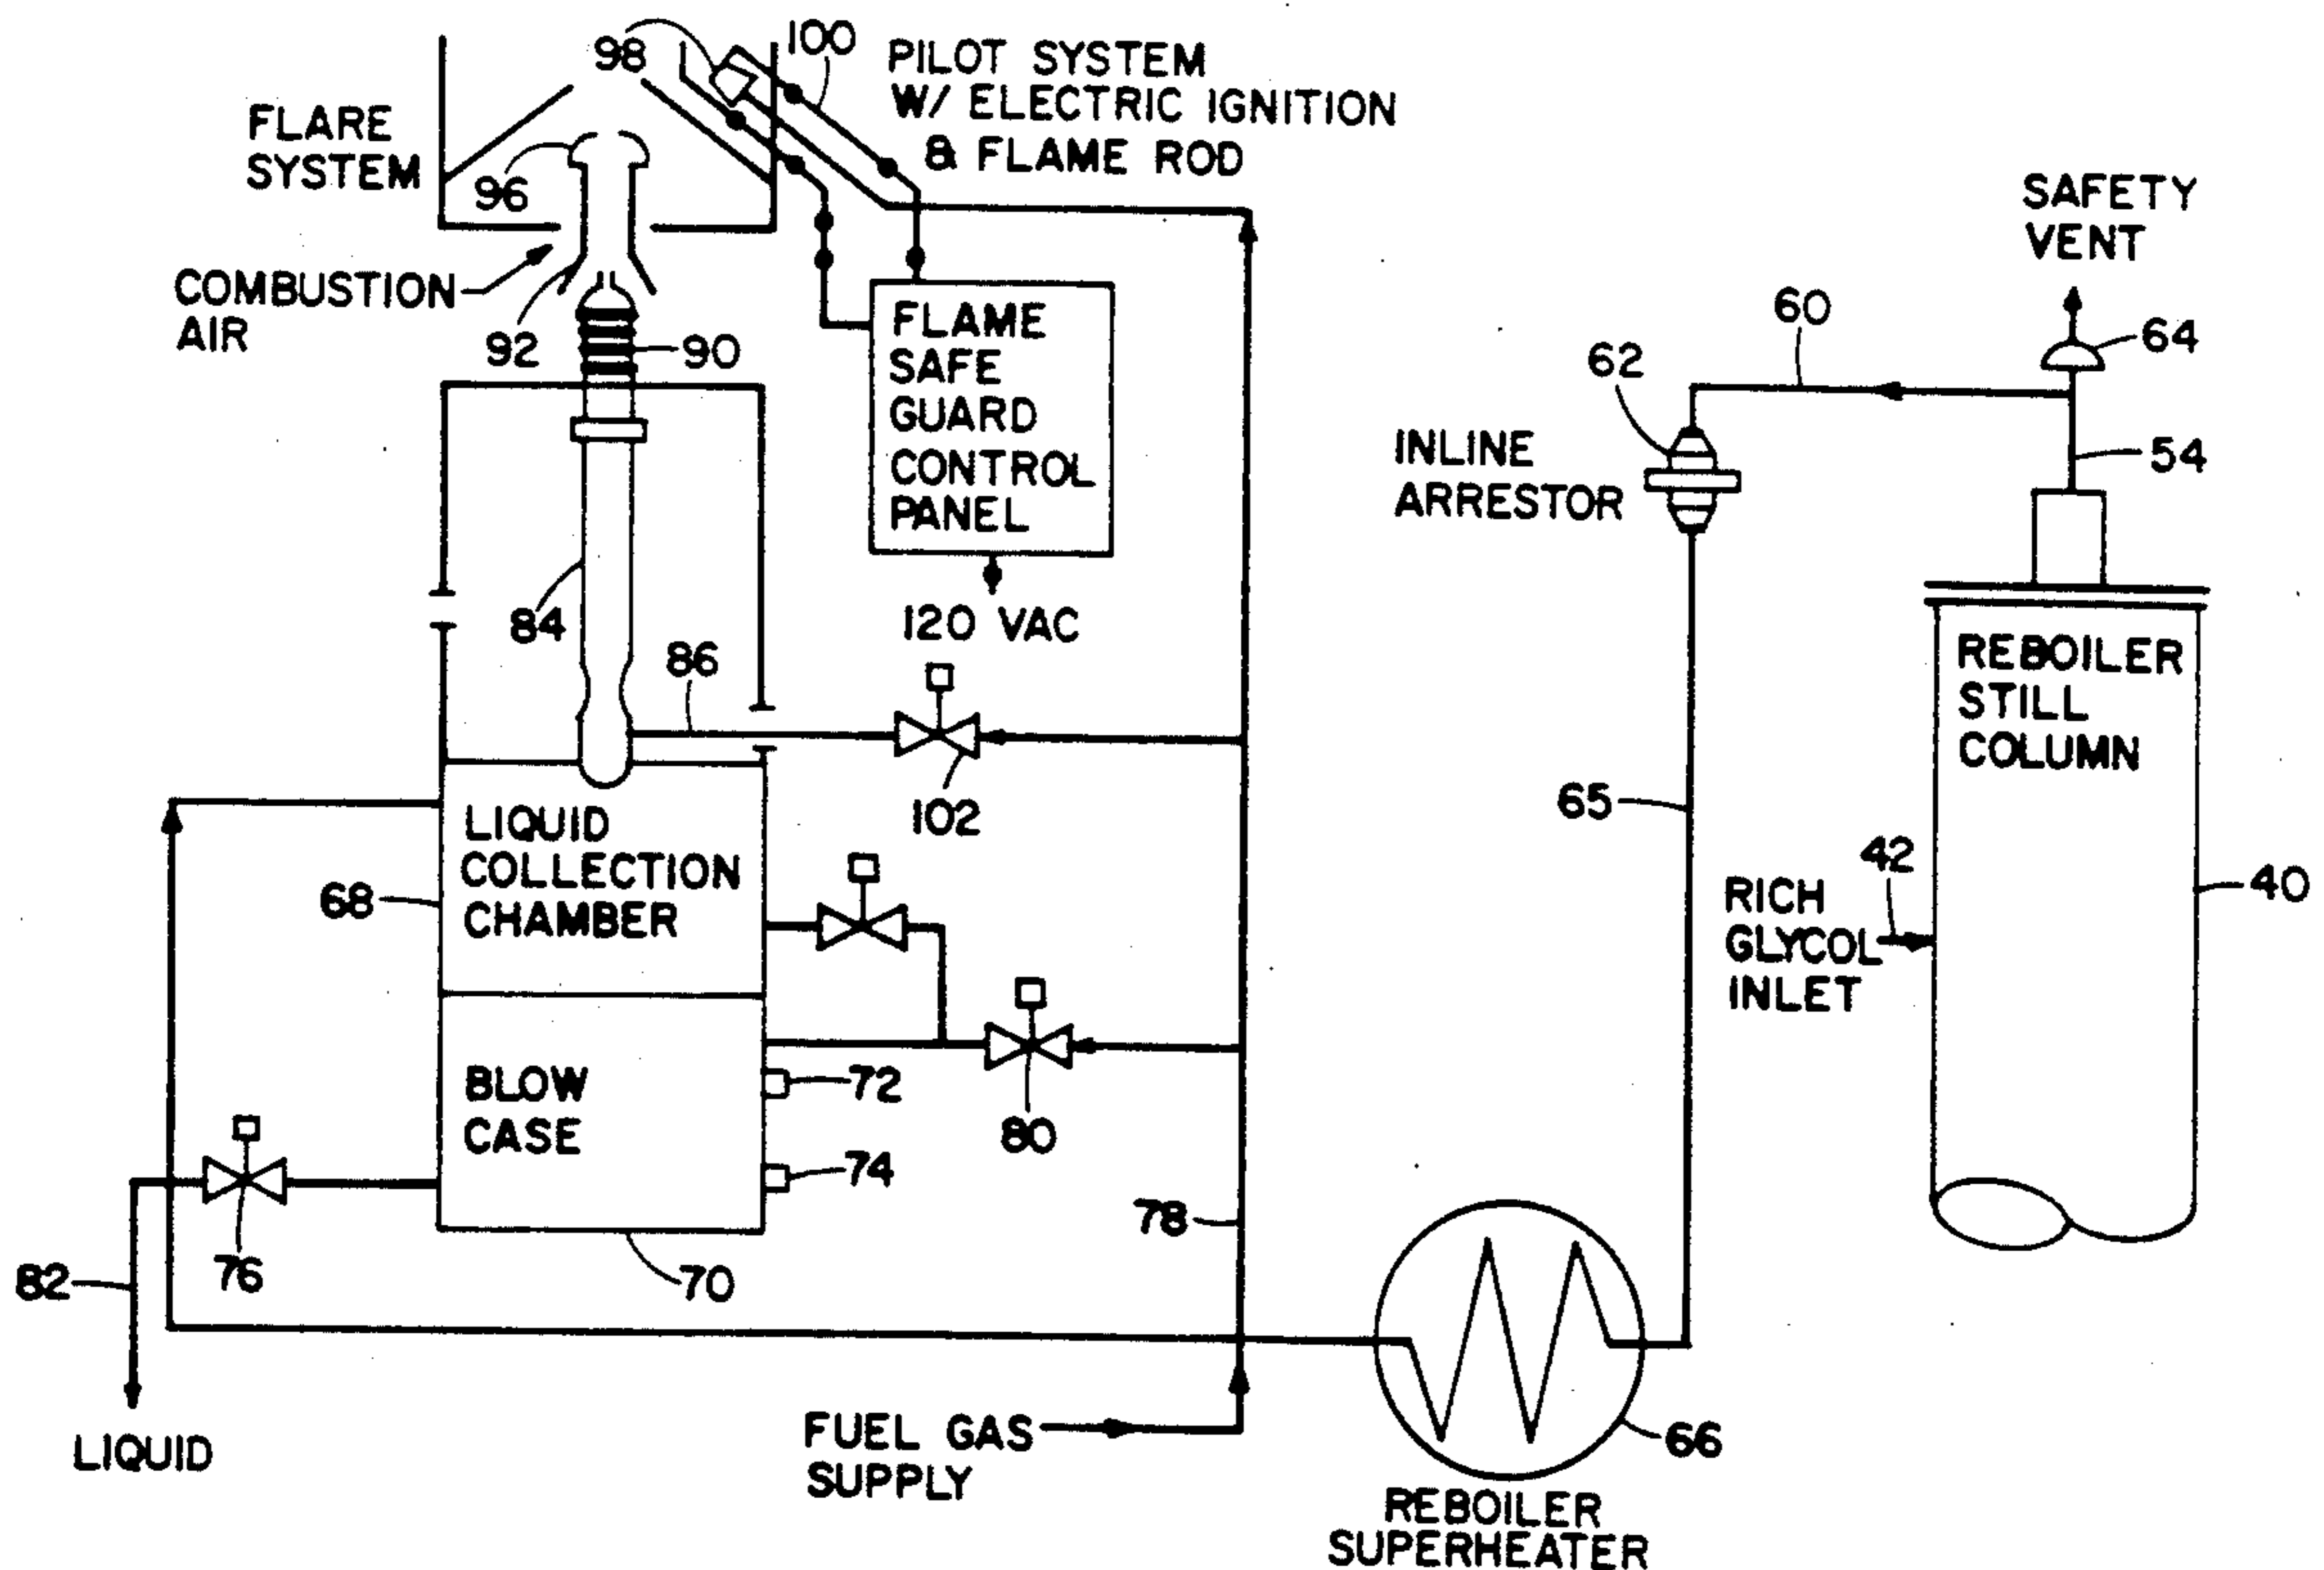 98
100
PILOT SYSTEM
W/ ELECTRIC IGNITION
& FLAME ROD
FLARE
SYSTEM
96
COMBUSTION
AIR
92
90
FLAME
SAFE
GUARD
CONTROL
PANEL
120 VAC
SAFETY
VENT
60
64
62
54
INLINE
ARRESTOR
84
86
102
REBOILER
STILL
COLUMN
65
42
RICH
GLYCOL
INLET
40
LIQUID
COLLECTION
CHAMBER
68
BLOW
CASE
72
74
80
76
70
78
82
LIQUID
FUEL GAS
SUPPLY
66
REBOILER
SUPERHEATER